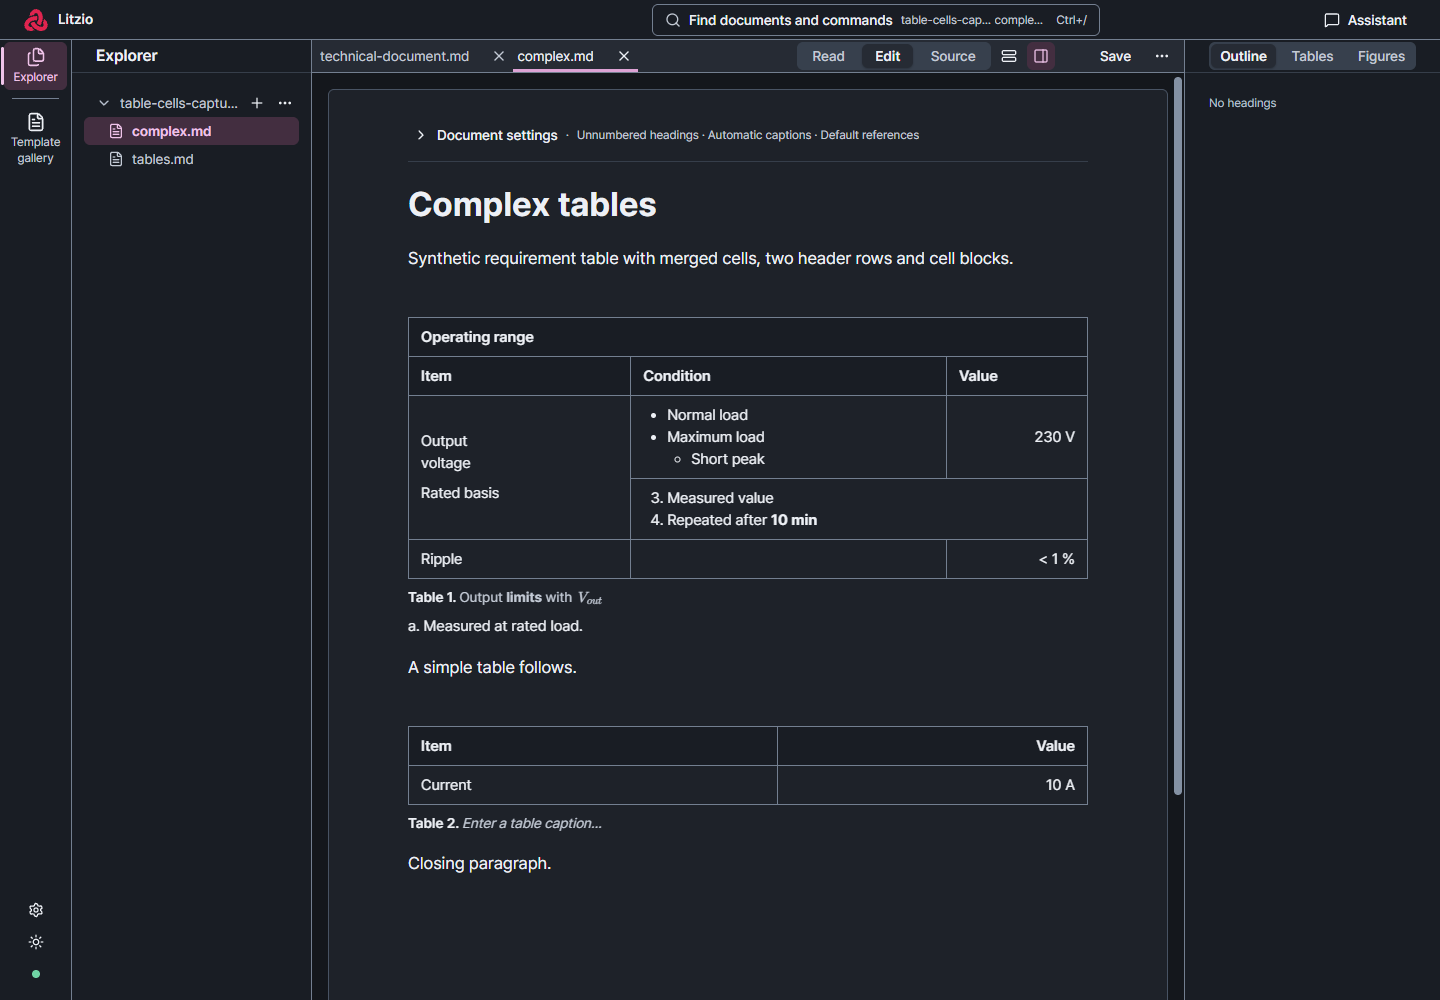 Litzio
Find documents and commands table-cells-cap... comple... Ctrl+/
Assistant
Explorer
Template
gallery
Explorer
table-cells-captu...
complex.md
tables.md
technical-document.md
complex.md
Read
Edit
Source
Save
Document settings · Unnumbered headings · Automatic captions · Default references
Complex tables
Synthetic requirement table with merged cells, two header rows and cell blocks.
Operating range
Item Condition Value
Output
voltage
Rated basis
• Normal load
• Maximum load
◦ Short peak
230 V
3. Measured value
4. Repeated after 10 min
Ripple < 1 %
Table 1. Output limits with V_out
a. Measured at rated load.
A simple table follows.
Item Value
Current 10 A
Table 2. Enter a table caption...
Closing paragraph.
Outline
Tables
Figures
No headings